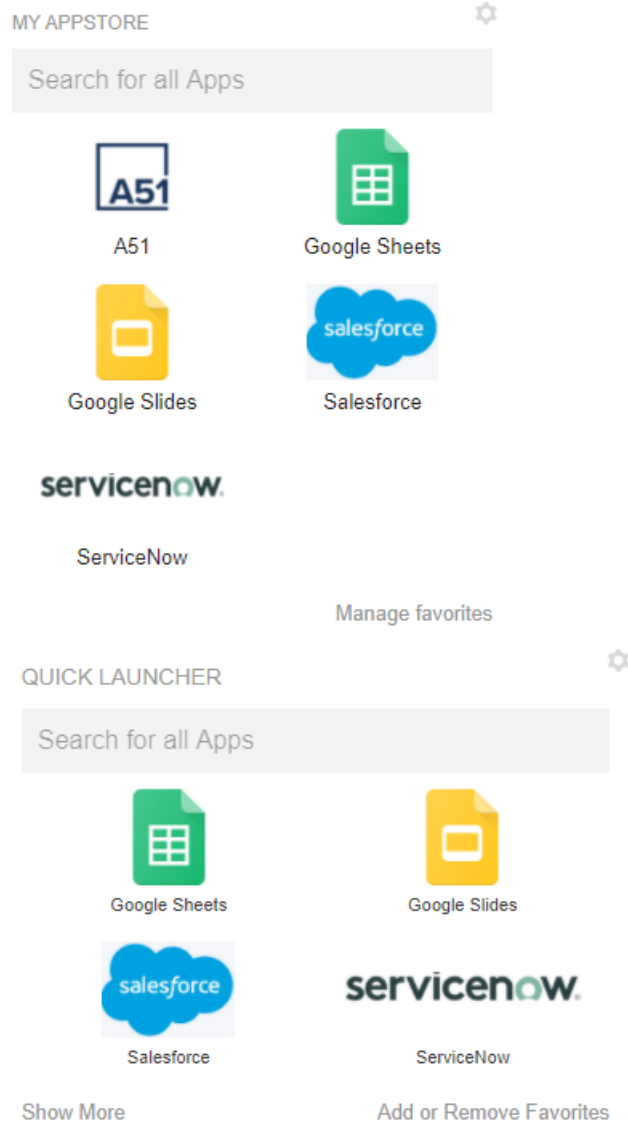 MY APPSTORE
Search for all Apps
A51
A51 Google Sheets
salesforce
Google Slides Salesforce
servicenow.
ServiceNow
Manage favorites
QUICK LAUNCHER
Search for all Apps
Google Sheets Google Slides
salesforce servicenow.
Salesforce ServiceNow
Show More Add or Remove Favorites